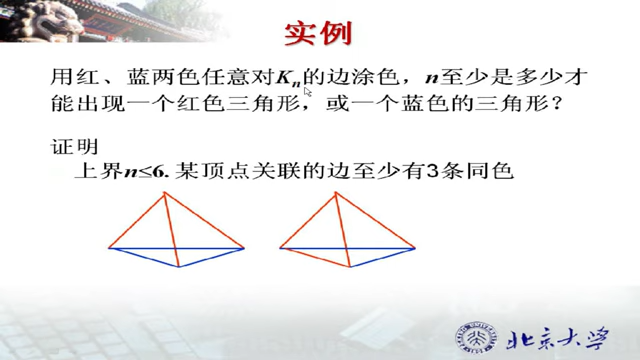 实例
用红、蓝两色任意对Kn的边涂色，n至少是多少才
能出现一个红色三角形，或一个蓝色的三角形？
证明
上界n≤6. 某顶点关联的边至少有3条同色
北京大学